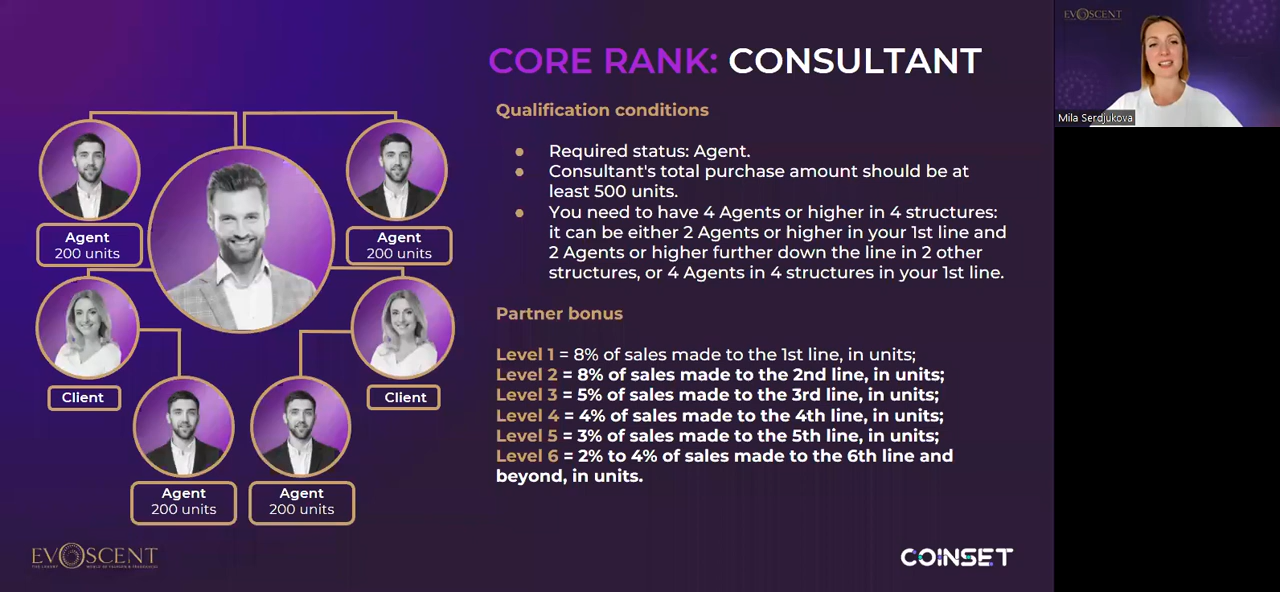 CORE RANK: CONSULTANT
EVOSCENT
Mila Serdjukova
Qualification conditions
Required status: Agent.
Consultant's total purchase amount should be at
least 500 units.
You need to have 4 Agents or higher in 4 structures:
it can be either 2 Agents or higher in your 1st line and
2 Agents or higher further down the line in 2 other
structures, or 4 Agents in 4 structures in your 1st line.
Partner bonus
Level 1 = 8% of sales made to the 1st line, in units;
Level 2 = 8% of sales made to the 2nd line, in units;
Level 3 = 5% of sales made to the 3rd line, in units;
Level 4 = 4% of sales made to the 4th line, in units;
Level 5 = 3% of sales made to the 5th line, in units;
Level 6 = 2% to 4% of sales made to the 6th line and
beyond, in units.
Agent
200 units
Agent
200 units
Client
Client
Agent
200 units
Agent
200 units
EVOSCENT
COINSET